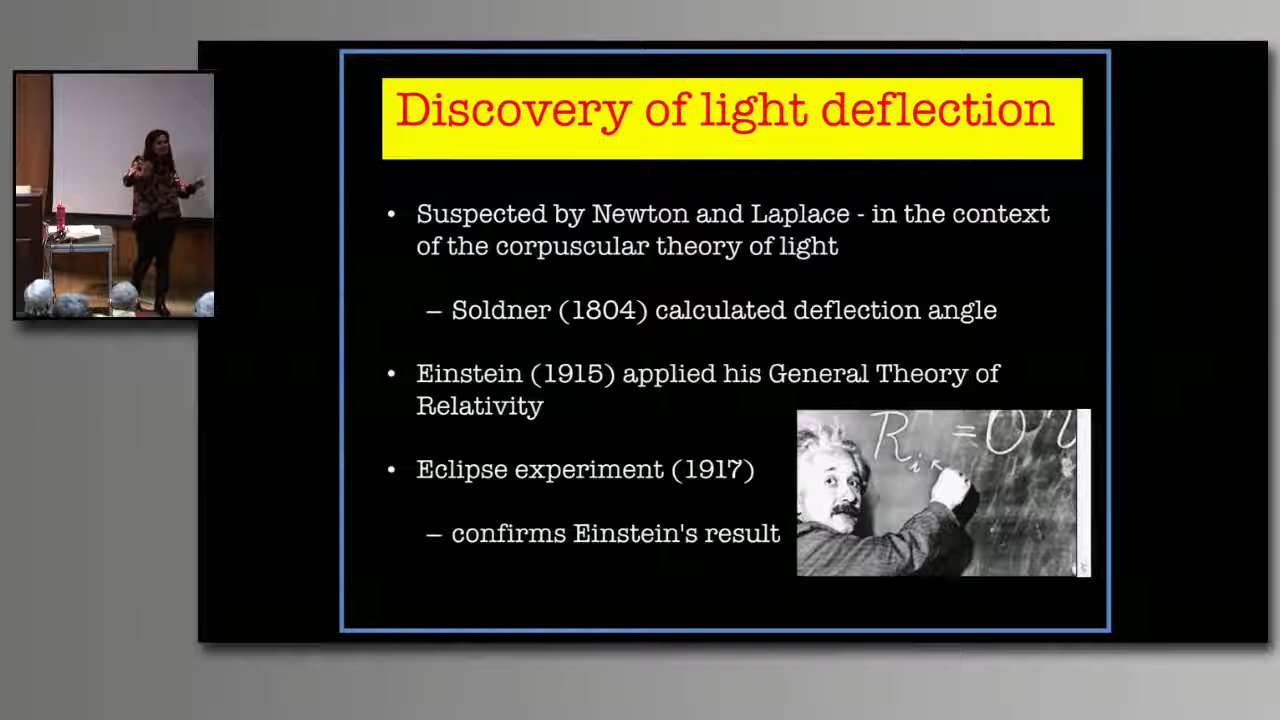 Discovery of light deflection
• Suspected by Newton and Laplace - in the context
of the corpuscular theory of light
– Soldner (1804) calculated deflection angle
• Einstein (1915) applied his General Theory of
Relativity
• Eclipse experiment (1917)
– confirms Einstein's result
R i κ = 0